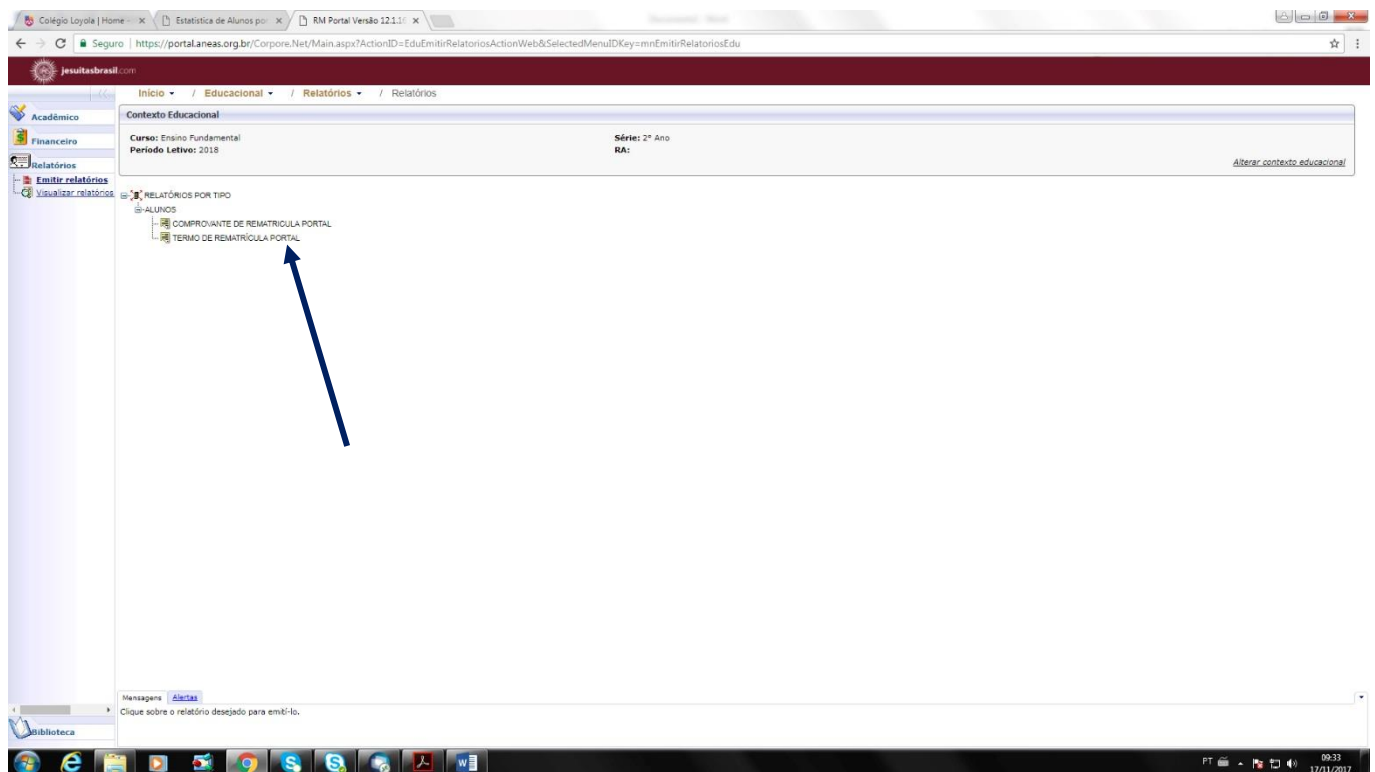 Colégio Loyola | Home -
Estatística de Alunos por
RM Portal Versão 12.1.1
Seguro | https://portal.aneas.org.br/Corpore.Net/Main.aspx?ActionID=EduEmitirRelatoriosActionWeb&SelectedMenuIDKey=mnEmitirRelatoriosEdu
jesuitasbrasil.com
Início / Educacional / Relatórios / Relatórios
Acadêmico
Financeiro
Relatórios
Emitir relatórios
Visualizar relatórios
Contexto Educacional
Curso: Ensino Fundamental
Série: 2º Ano
Período Letivo: 2018
RA:
Alterar contexto educacional
RELATÓRIOS POR TIPO
ALUNOS
COMPROVANTE DE REMATRICULA PORTAL
TERMO DE REMATRÍCULA PORTAL
Mensagens Alertas
Clique sobre o relatório desejado para emití-lo.
Biblioteca
PT
09:33
17/11/2017